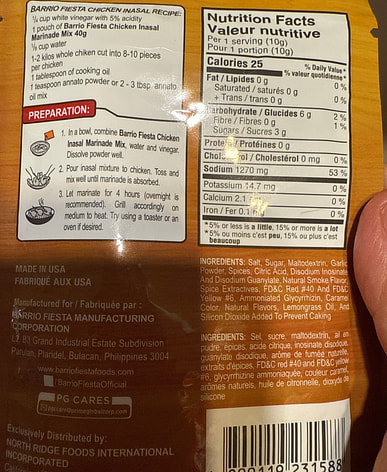 BARRIO FIESTA CHICKEN INASAL RECIPE:
¼ cup white vinegar with 5% acidity
1 pouch of Barrio Fiesta Chicken Inasal
Marinade Mix 40g
cup water
1-2 kilos whole chiken cut into 8-10 pieces
per chicken
1 tablespoon of cooking oil
1 teaspoon annatto powder or 2 - 3 tbsp. annato
oil mix
PREPARATION:
1. In a bowl, combine Barrio Fiesta Chicken
Inasal Marinade Mix, water and vinegar.
Dissolve powder well.
2. Pour inasal mixture to chicken. Toss and
mix well until marinade is absorbed.
3. Let marinate for 4 hours (overnight is
recommended). Grill accordingly on
medium to heat. Try using a toaster or an
oven if desired.
MADE IN USA
FABRIQUÉ AUX USA
Manufactured for / Fabriquée par :
BARRIO FIESTA MANUFACTURING
CORPORATION
83 Grand Industrial Estate Subdivision
Parulan, Plaridel, Bulacan, Philippines 3004
www.barriofiestafoods.com
BarrioFiestaOfficial
PG CARES
Exclusively Distributed by:
NORTH RIDGE FOODS INTERNATIONAL
INCORPORATED
Nutrition Facts
Valeur nutritive
Per 1 serving (10g)
Pour 1 portion (10g)
Calories 25
% Daily Value*
% valeur quotidienne*
Fat / Lipides 0 g 0 %
Saturated / saturés 0 g
+ Trans / trans 0 g 0 %
Carbohydrate / Glucides 6 g 2 %
Fibre / Fibres 0 g 1 %
Sugars / Sucres 3 g
Protein / Protéines 0 g
Cholesterol / Cholestérol 0 mg 0 %
Sodium 1270 mg 53 %
Potassium 14.7 mg 0 %
Calcium 2.1 0 %
Iron / Fer 0.1 0 %
*5% or less is a little, 15% or more is a lot
*5% ou moins c'est peu, 15% ou plus c'est
beaucoup
INGREDIENTS: Salt, Sugar, Maltodextrin, Garlic
Powder, Spices, Citric Acid, Disodium Inosinate
And Disodium Guanylate, Natural Smoke Flavor,
Spice Extractives, FD&C Red #40 And FD&C
Yellow #6, Ammoniated Glycyrrhizin, Caramel
Color, Natural Flavors, Lemongrass Oil, And
Silicon Dioxide Added To Prevent Caking
INGRÉDIENTS: Sel, sucre, maltodextrine, ail en
poudre, épices, acide citrique, inosinate disodique,
guanylate disodique, arôme de fumée naturelle,
extraits d'épices, FD&C red #40 and FD&C yellow
#6, glycyrrhizine ammoniaquée, couleur caramel,
arômes naturels, huile de citronnelle, dioxyde de
silicone